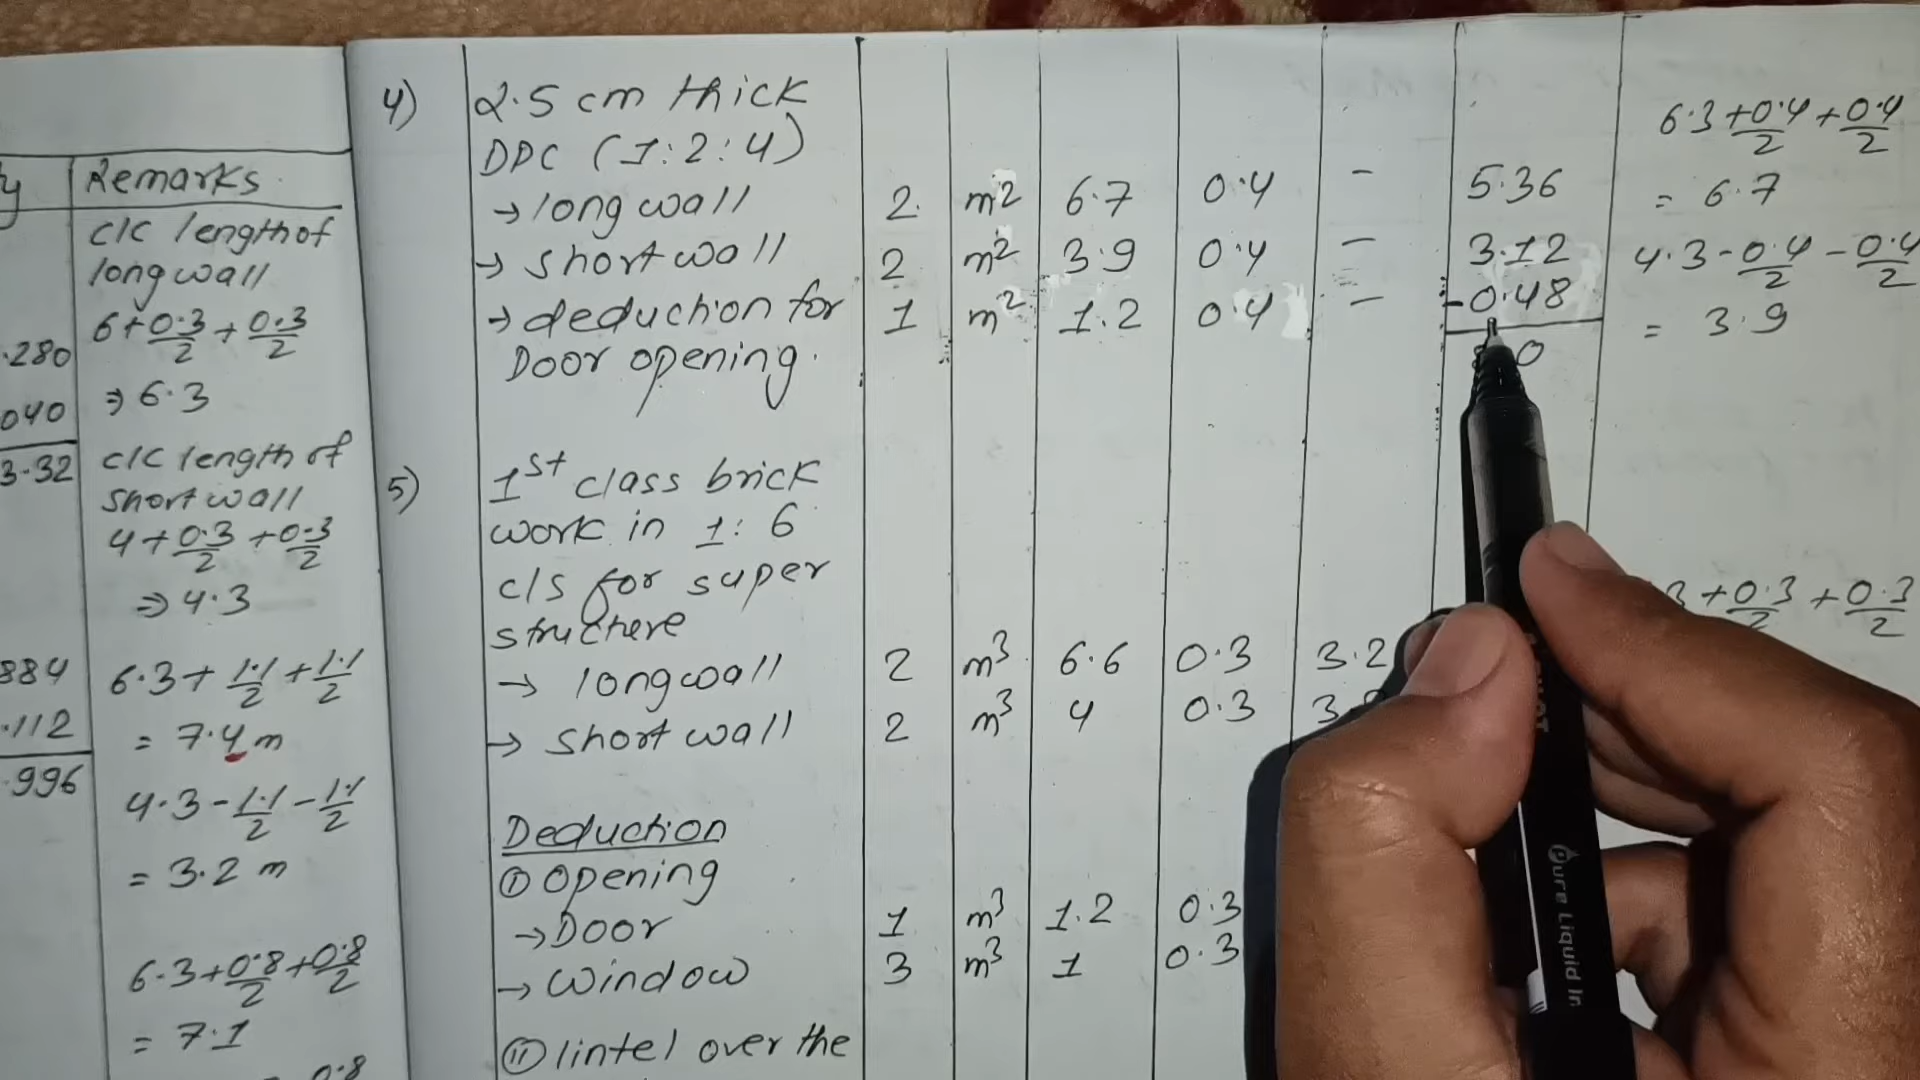 y Remarks
c/c length of
long wall
6+0.3/2+0.3/2
.280
⇒ 6.3
040
c/c length of
3.32
short wall
4+0.3/2+0.3/2
⇒ 4.3
884
6.3+1.1/2+1.1/2
.112
= 7.4 m
.996
4.3-1.1/2-1.1/2
= 3.2 m
6.3+0.8/2+0.8/2
= 7.1
0.8
4) 2.5 cm thick
DPC (1:2:4)
→ long wall 2. m² 6.7 0.4 - 5.36
→ short wall 2 m² 3.9 0.4 - 3.12
→ deduction for 1 m² 1.2 0.4 - -0.48
Door opening.
0
6.3+0.4/2+0.4/2
= 6.7
4.3-0.4/2-0.4/2
= 3.9
5) 1st class brick
work in 1:6
c/s for super
structure
→ long wall 2 m³ 6.6 0.3 3.2
→ short wall 2 m³ 4 0.3 3.
3+0.3/2+0.3/2
Deduction
① Opening
→ Door 1 m³ 1.2 0.3
→ window 3 m³ 1 0.3
② lintel over the
Pure Liquid In